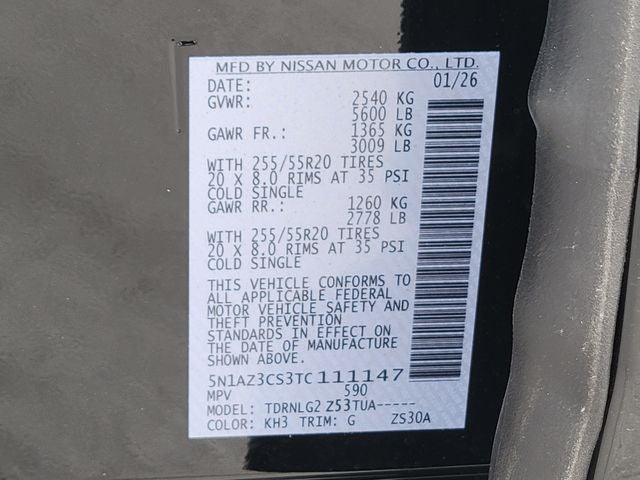 MFD BY NISSAN MOTOR CO., LTD.
DATE: 01/26
GVWR: 2540 KG
5600 LB
GAWR FR.: 1365 KG
3009 LB
WITH 255/55R20 TIRES
20 X 8.0 RIMS AT 35 PSI
COLD SINGLE
GAWR RR.: 1260 KG
2778 LB
WITH 255/55R20 TIRES
20 X 8.0 RIMS AT 35 PSI
COLD SINGLE
THIS VEHICLE CONFORMS TO
ALL APPLICABLE FEDERAL
MOTOR VEHICLE SAFETY AND
THEFT PREVENTION
STANDARDS IN EFFECT ON
THE DATE OF MANUFACTURE
SHOWN ABOVE.
5N1AZ3CS3TC111147
MPV 590
MODEL: TDRNLG2 Z53TUA-----
COLOR: KH3 TRIM: G ZS30A